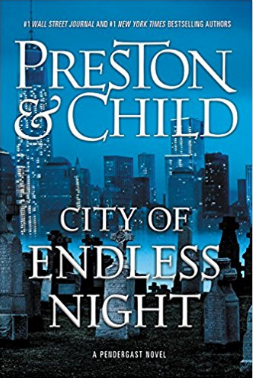 #1 WALL STREET JOURNAL AND #1 NEW YORK TIMES BESTSELLING AUTHORS
PRESTON
& CHILD
CITY OF
ENDLESS
NIGHT
A PENDERGAST NOVEL